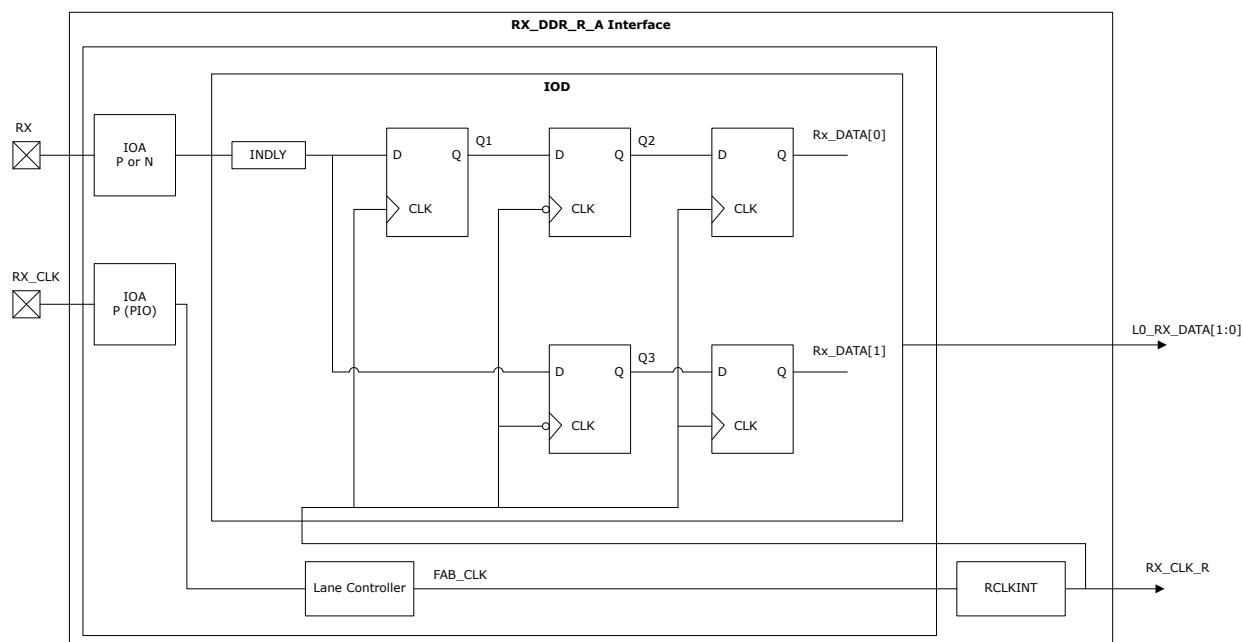 RX_DDR_R_A Interface
IOD
RX
IOA
P or N
INDLY
D
Q
CLK
Q1
D
Q
CLK
Q2
D
Q
CLK
Rx_DATA[0]
RX_CLK
IOA
P (PIO)
D
Q
CLK
Q3
D
Q
CLK
Rx_DATA[1]
L0_RX_DATA[1:0]
Lane Controller
FAB_CLK
RCLKINT
RX_CLK_R